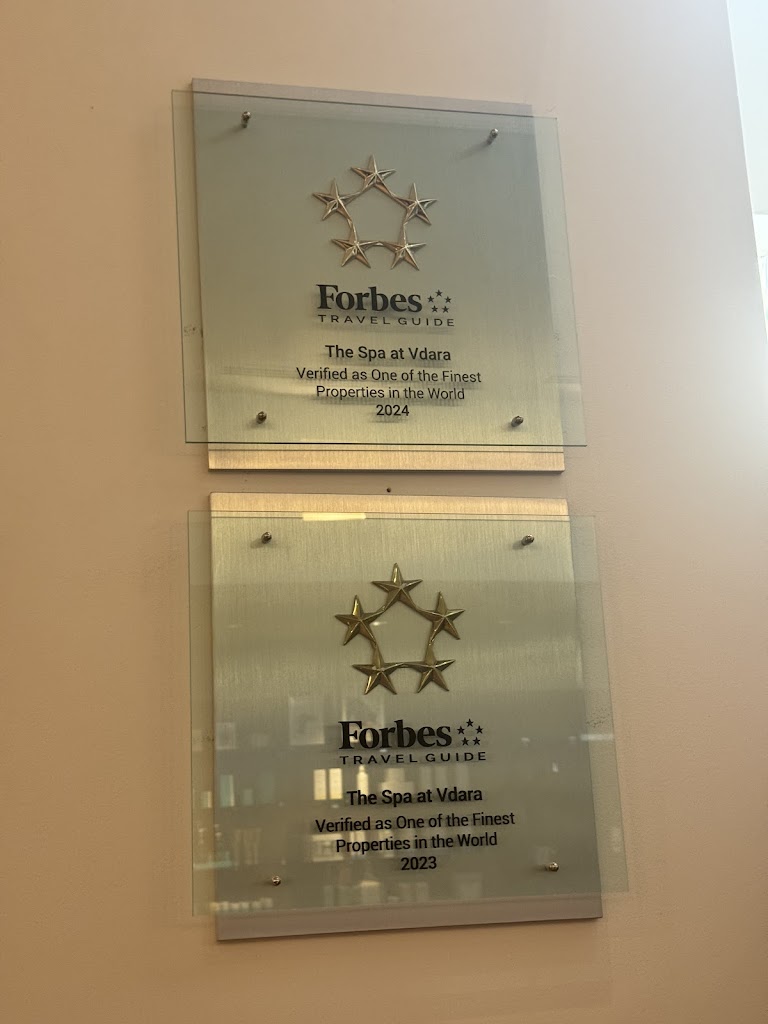 Forbes
TRAVEL GUIDE
The Spa at Vdara
Verified as One of the Finest
Properties in the World
2024
Forbes
TRAVEL GUIDE
The Spa at Vdara
Verified as One of the Finest
Properties in the World
2023